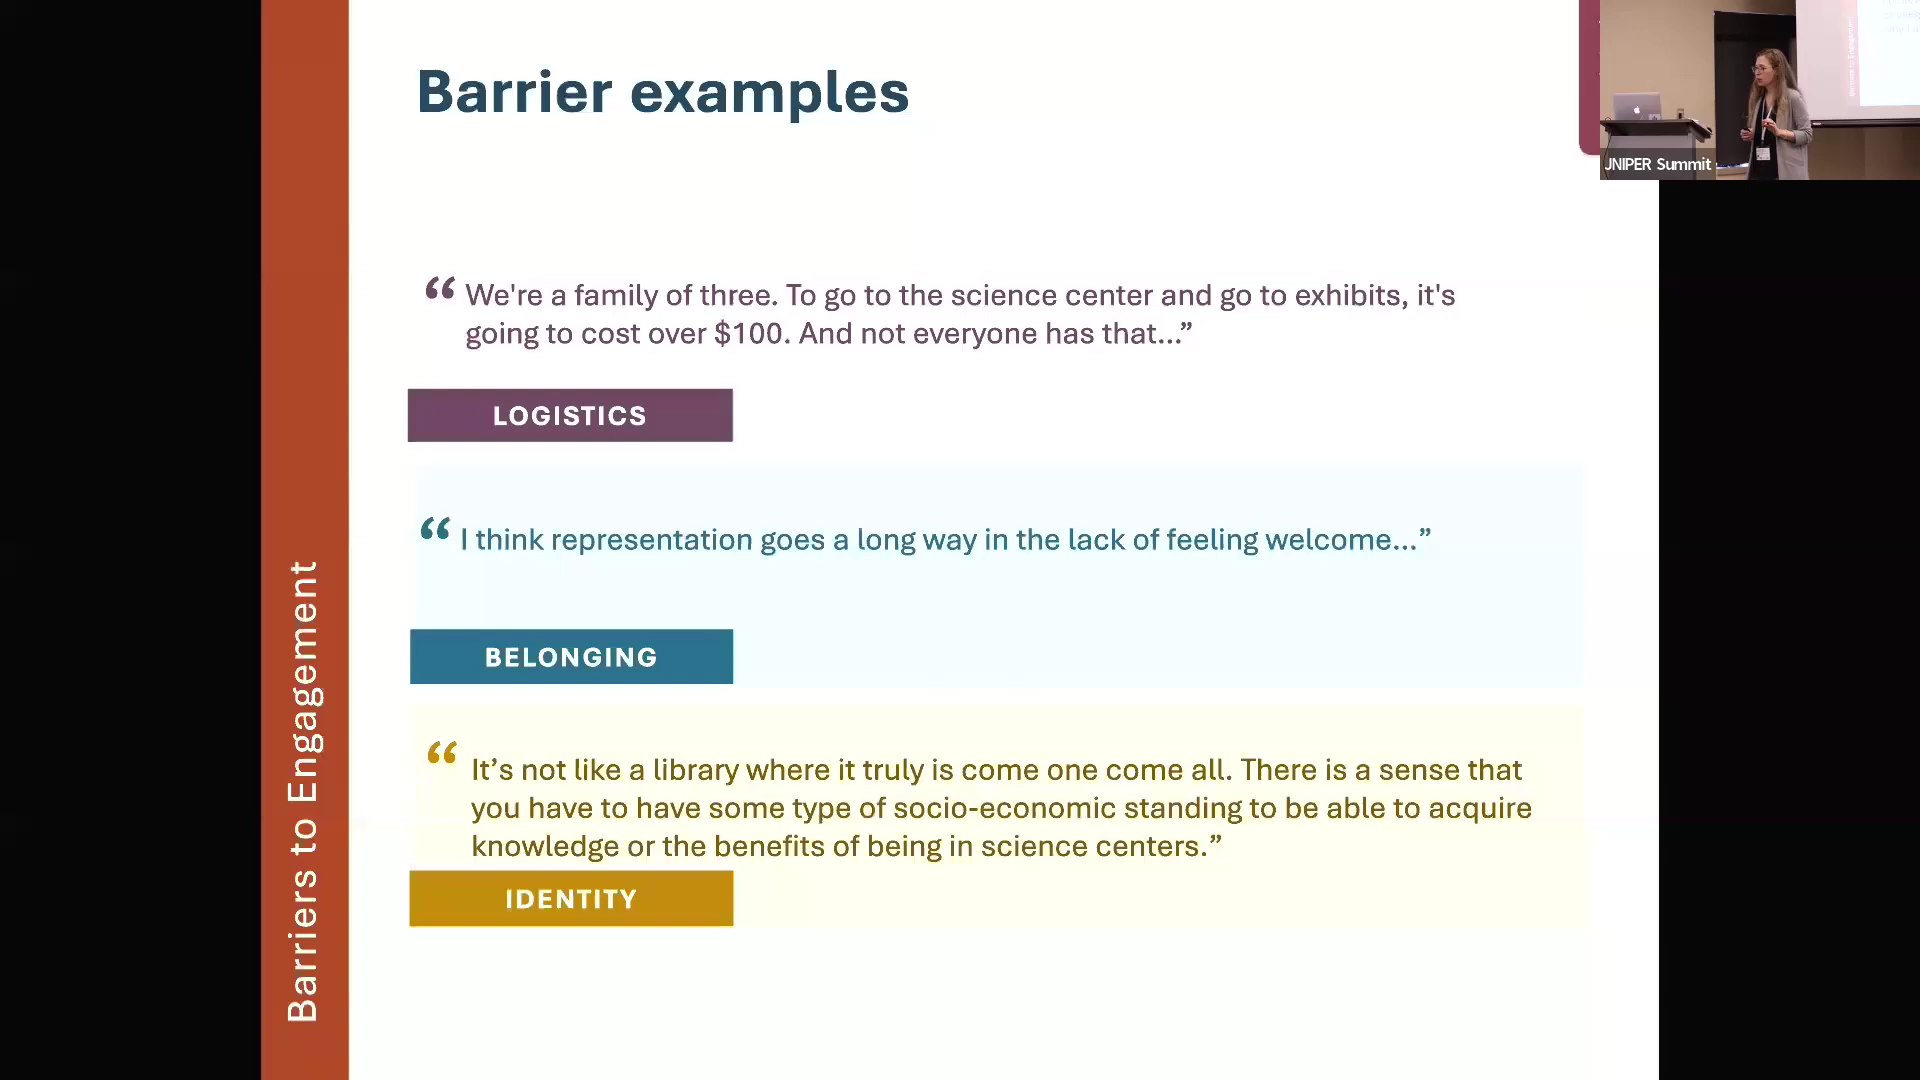 Barrier examples
“ We're a family of three. To go to the science center and go to exhibits, it's
going to cost over $100. And not everyone has that...”
LOGISTICS
“ I think representation goes a long way in the lack of feeling welcome...”
BELONGING
“ It’s not like a library where it truly is come one come all. There is a sense that
you have to have some type of socio-economic standing to be able to acquire
knowledge or the benefits of being in science centers.”
IDENTITY
Barriers to Engagement
JNIPER Summit